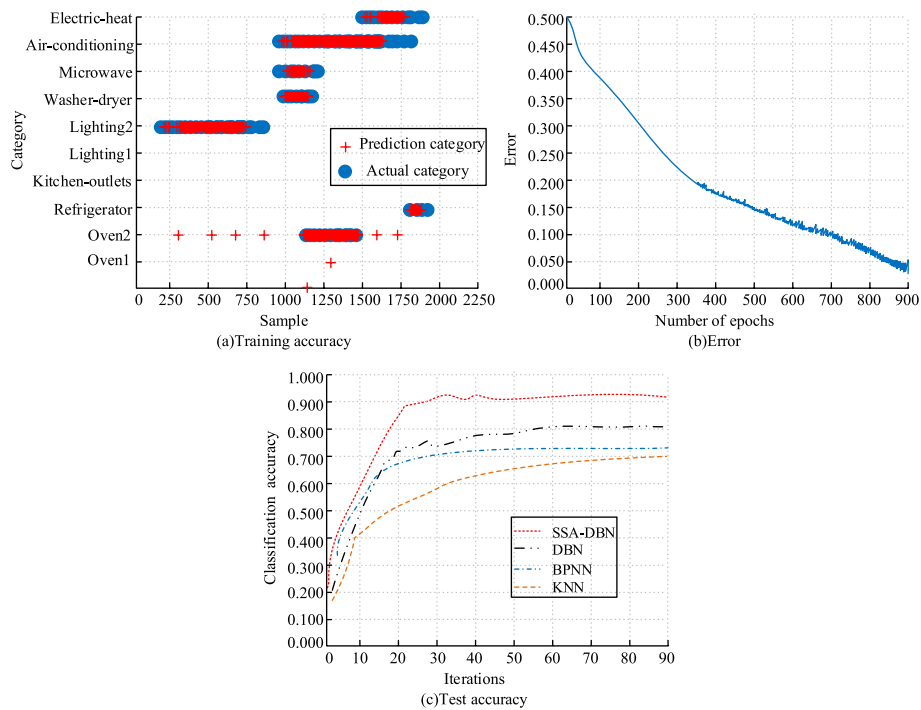 Electric-heat
Air-conditioning
Microwave
Washer-dryer
Lighting2
Lighting1
Kitchen-outlets
Refrigerator
Oven2
Oven1
Category
Prediction category
Actual category
0 250 500 750 1000 1250 1500 1750 2000 2250
Sample
(a)Training accuracy
0.500
0.450
0.400
0.300
0.300
0.200
0.150
0.100
0.050
0.000
Error
0 100 200 300 400 500 600 700 800 900
Number of epochs
(b)Error
1.000
0.900
0.800
0.700
0.600
0.500
0.400
0.300
0.200
0.100
0.000
Classification accuracy
SSA-DBN
DBN
BPNN
KNN
0 10 20 30 40 50 60 70 80 90
Iterations
(c)Test accuracy